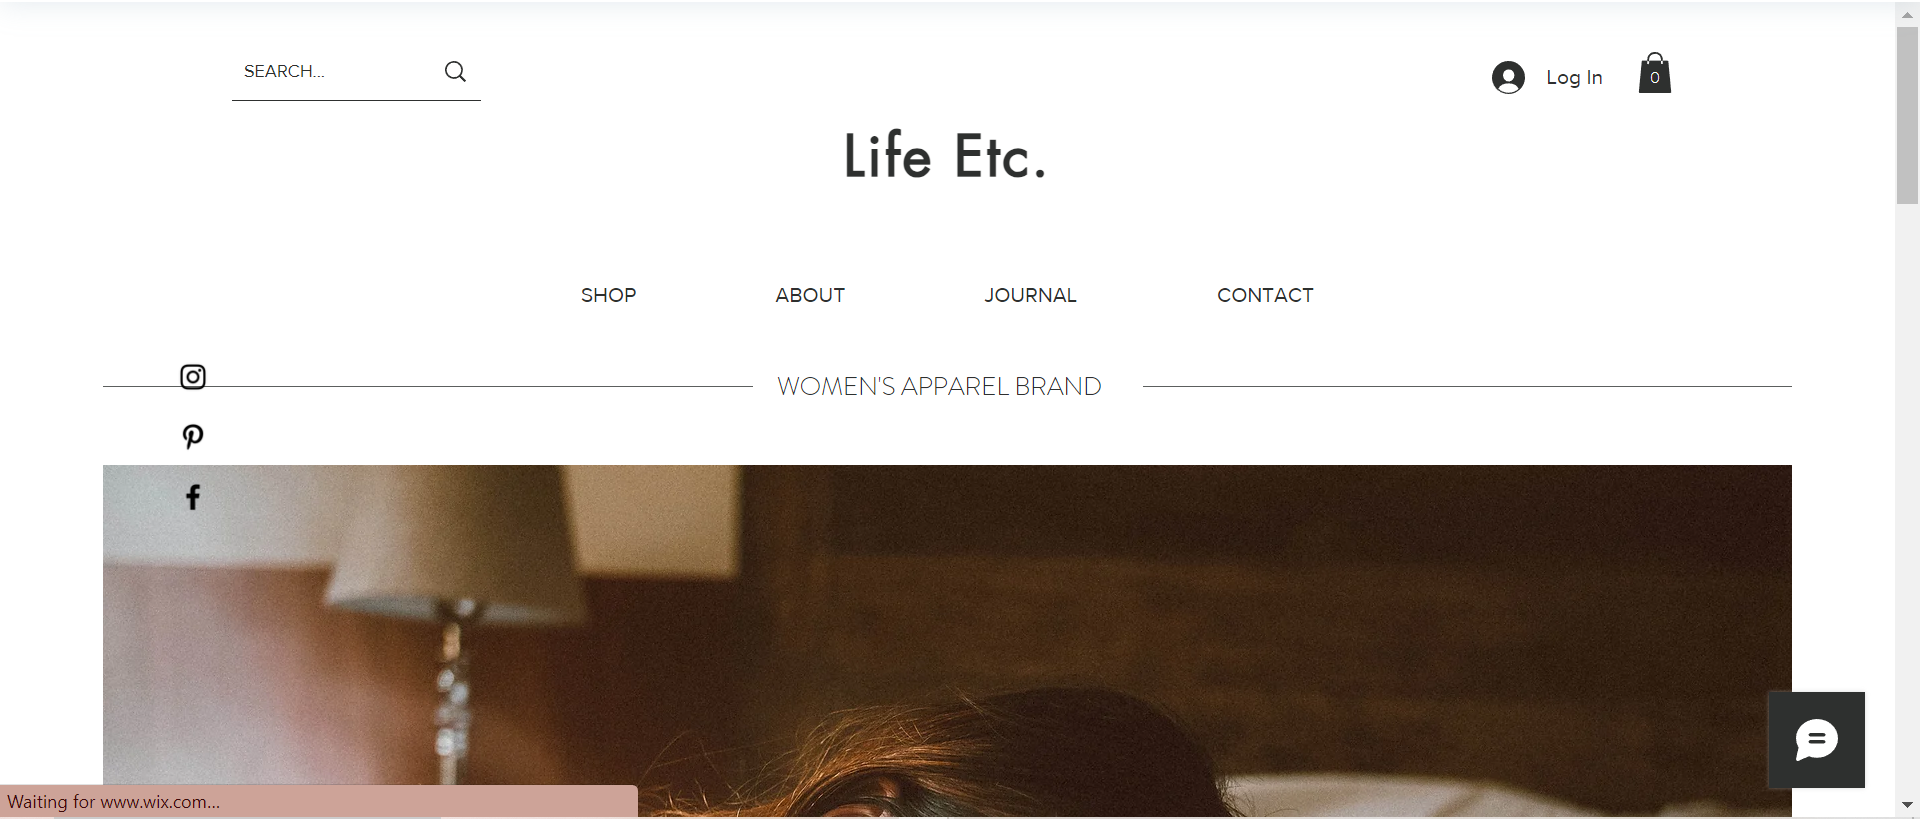 SEARCH...
Log In
0
Life Etc.
SHOP ABOUT JOURNAL CONTACT
WOMEN'S APPAREL BRAND
Waiting for www.wix.com...